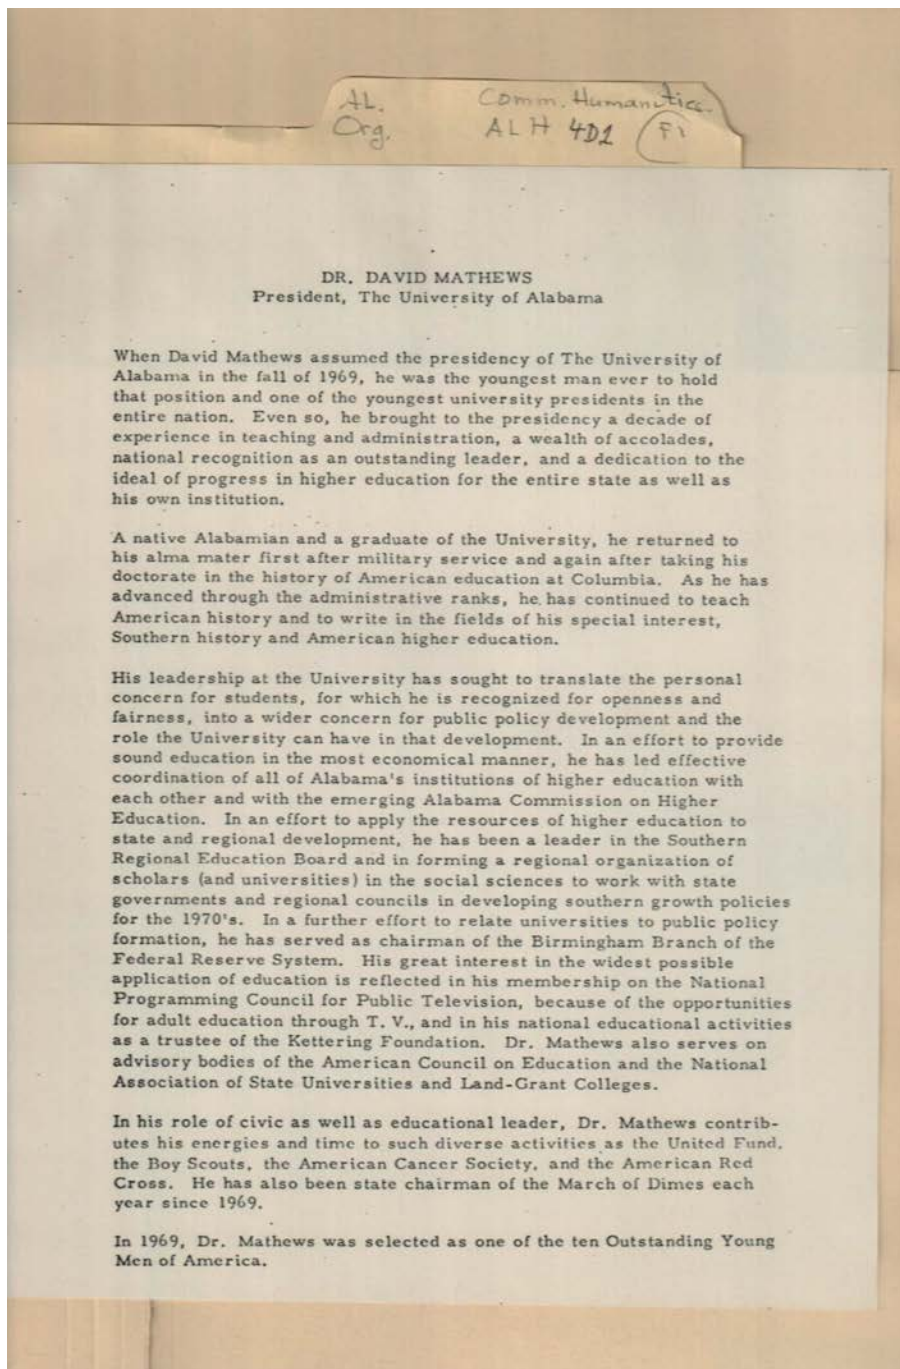 AL. Comm. Humanities.
Org. ALH 4D1 F1
DR. DAVID MATHEWS
President, The University of Alabama
When David Mathews assumed the presidency of The University of
Alabama in the fall of 1969, he was the youngest man ever to hold
that position and one of the youngest university presidents in the
entire nation. Even so, he brought to the presidency a decade of
experience in teaching and administration, a wealth of accolades,
national recognition as an outstanding leader, and a dedication to the
ideal of progress in higher education for the entire state as well as
his own institution.
A native Alabamian and a graduate of the University, he returned to
his alma mater first after military service and again after taking his
doctorate in the history of American education at Columbia. As he has
advanced through the administrative ranks, he has continued to teach
American history and to write in the fields of his special interest,
Southern history and American higher education.
His leadership at the University has sought to translate the personal
concern for students, for which he is recognized for openness and
fairness, into a wider concern for public policy development and the
role the University can have in that development. In an effort to provide
sound education in the most economical manner, he has led effective
coordination of all of Alabama's institutions of higher education with
each other and with the emerging Alabama Commission on Higher
Education. In an effort to apply the resources of higher education to
state and regional development, he has been a leader in the Southern
Regional Education Board and in forming a regional organization of
scholars (and universities) in the social sciences to work with state
governments and regional councils in developing southern growth policies
for the 1970's. In a further effort to relate universities to public policy
formation, he has served as chairman of the Birmingham Branch of the
Federal Reserve System. His great interest in the widest possible
application of education is reflected in his membership on the National
Programming Council for Public Television, because of the opportunities
for adult education through T. V., and in his national educational activities
as a trustee of the Kettering Foundation. Dr. Mathews also serves on
advisory bodies of the American Council on Education and the National
Association of State Universities and Land-Grant Colleges.
In his role of civic as well as educational leader, Dr. Mathews contrib-
utes his energies and time to such diverse activities as the United Fund,
the Boy Scouts, the American Cancer Society, and the American Red
Cross. He has also been state chairman of the March of Dimes each
year since 1969.
In 1969, Dr. Mathews was selected as one of the ten Outstanding Young
Men of America.